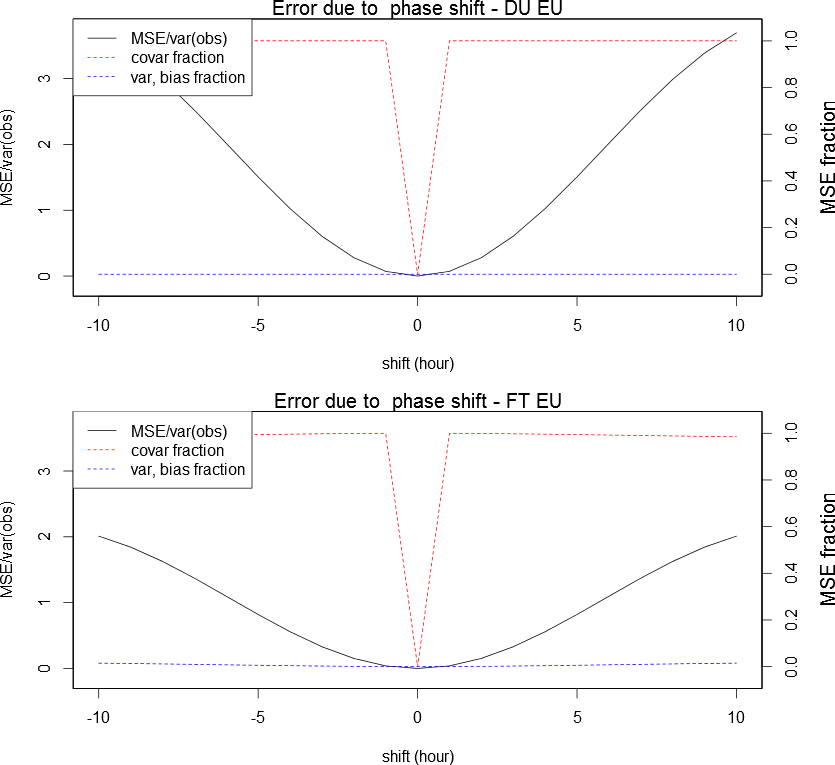 Error due to  phase shift - DU EU
MSE/var(obs)
covar fraction
var, bias fraction
MSE/var(obs)
0 1 2 3
0.0 0.2 0.4 0.6 0.8 1.0
MSE fraction
-10 -5 0 5 10
shift (hour)
Error due to  phase shift - FT EU
MSE/var(obs)
covar fraction
var, bias fraction
MSE/var(obs)
0 1 2 3
0.0 0.2 0.4 0.6 0.8 1.0
MSE fraction
-10 -5 0 5 10
shift (hour)